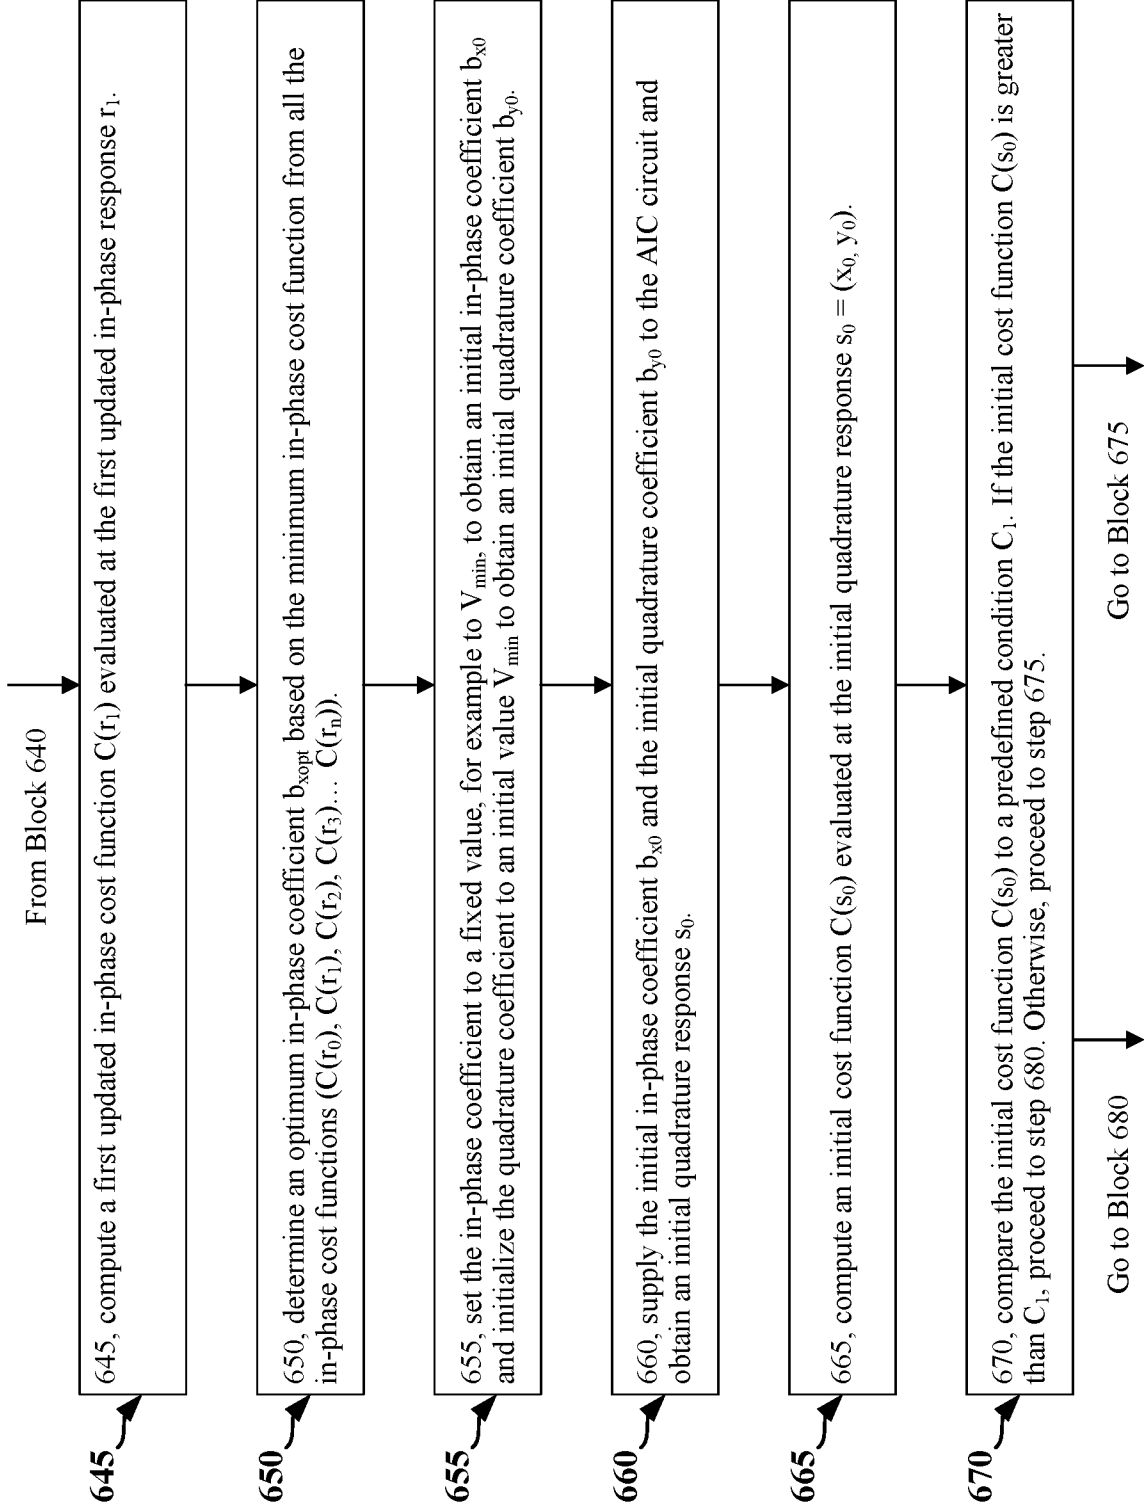 From Block 640
645
645, compute a first updated in-phase cost function C(r₁) evaluated at the first updated in-phase response r₁.
650
650, determine an optimum in-phase coefficient bₓₒₚₜ based on the minimum in-phase cost function from all the
in-phase cost functions (C(r₀), C(r₁), C(r₂), C(r₃)… C(rₙ)).
655
655, set the in-phase coefficient to a fixed value, for example to V_min, to obtain an initial in-phase coefficient b_x0
and initialize the quadrature coefficient to an initial value V_min to obtain an initial quadrature coefficient b_y0.
660
660, supply the initial in-phase coefficient b_x0 and the initial quadrature coefficient b_y0 to the AIC circuit and
obtain an initial quadrature response s₀.
665
665, compute an initial cost function C(s₀) evaluated at the initial quadrature response s₀ = (x₀, y₀).
670
670, compare the initial cost function C(s₀) to a predefined condition C₁. If the initial cost function C(s₀) is greater
than C₁, proceed to step 680. Otherwise, proceed to step 675.
Go to Block 680
Go to Block 675